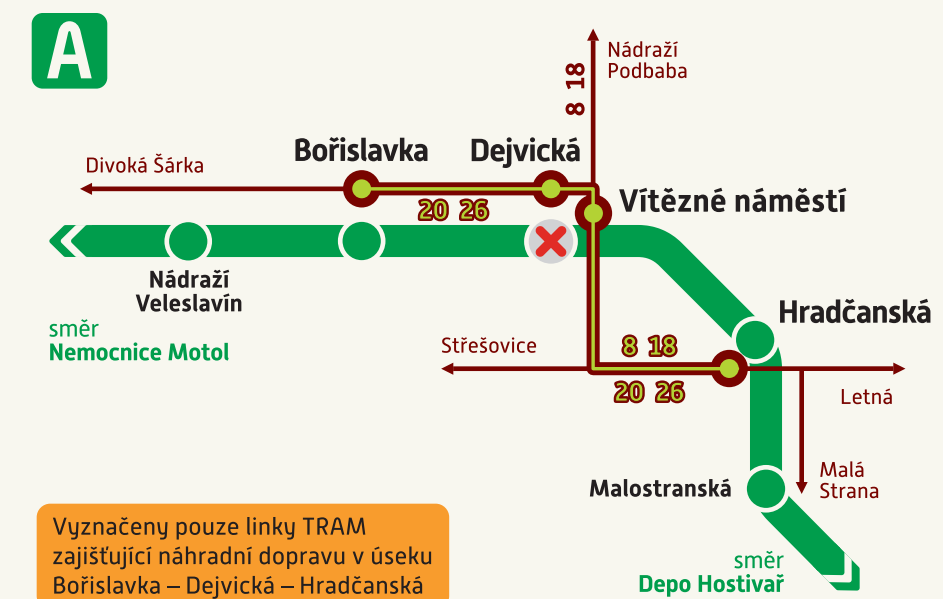 A
Nádraží
Podbaba
8 18
Divoká Šárka
Bořislavka
Dejvická
20 26
Vítězné náměstí
Nádraží
Veleslavín
směr
Nemocnice Motol
Hradčanská
Střešovice
8 18
20 26
Letná
Malostranská
Malá
Strana
Vyznačeny pouze linky TRAM
zajišťující náhradní dopravu v úseku
Bořislavka – Dejvická – Hradčanská
směr
Depo Hostivař